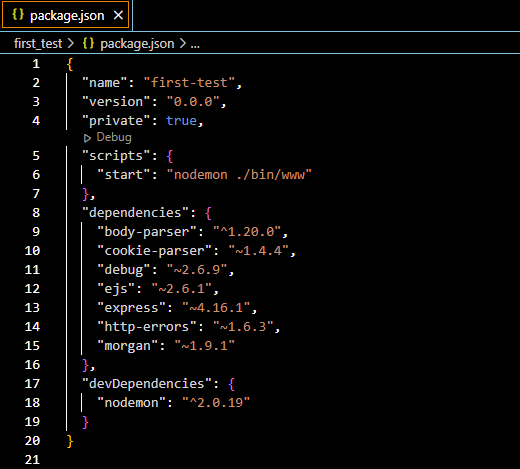 {} package.json ×
first_test > {} package.json > ...
1 {
2 "name": "first-test",
3 "version": "0.0.0",
4 "private": true,
Debug
5 "scripts": {
6 "start": "nodemon ./bin/www"
7 },
8 "dependencies": {
9 "body-parser": "^1.20.0",
10 "cookie-parser": "~1.4.4",
11 "debug": "~2.6.9",
12 "ejs": "~2.6.1",
13 "express": "~4.16.1",
14 "http-errors": "~1.6.3",
15 "morgan": "~1.9.1"
16 },
17 "devDependencies": {
18 "nodemon": "^2.0.19"
19 }
20 }
21